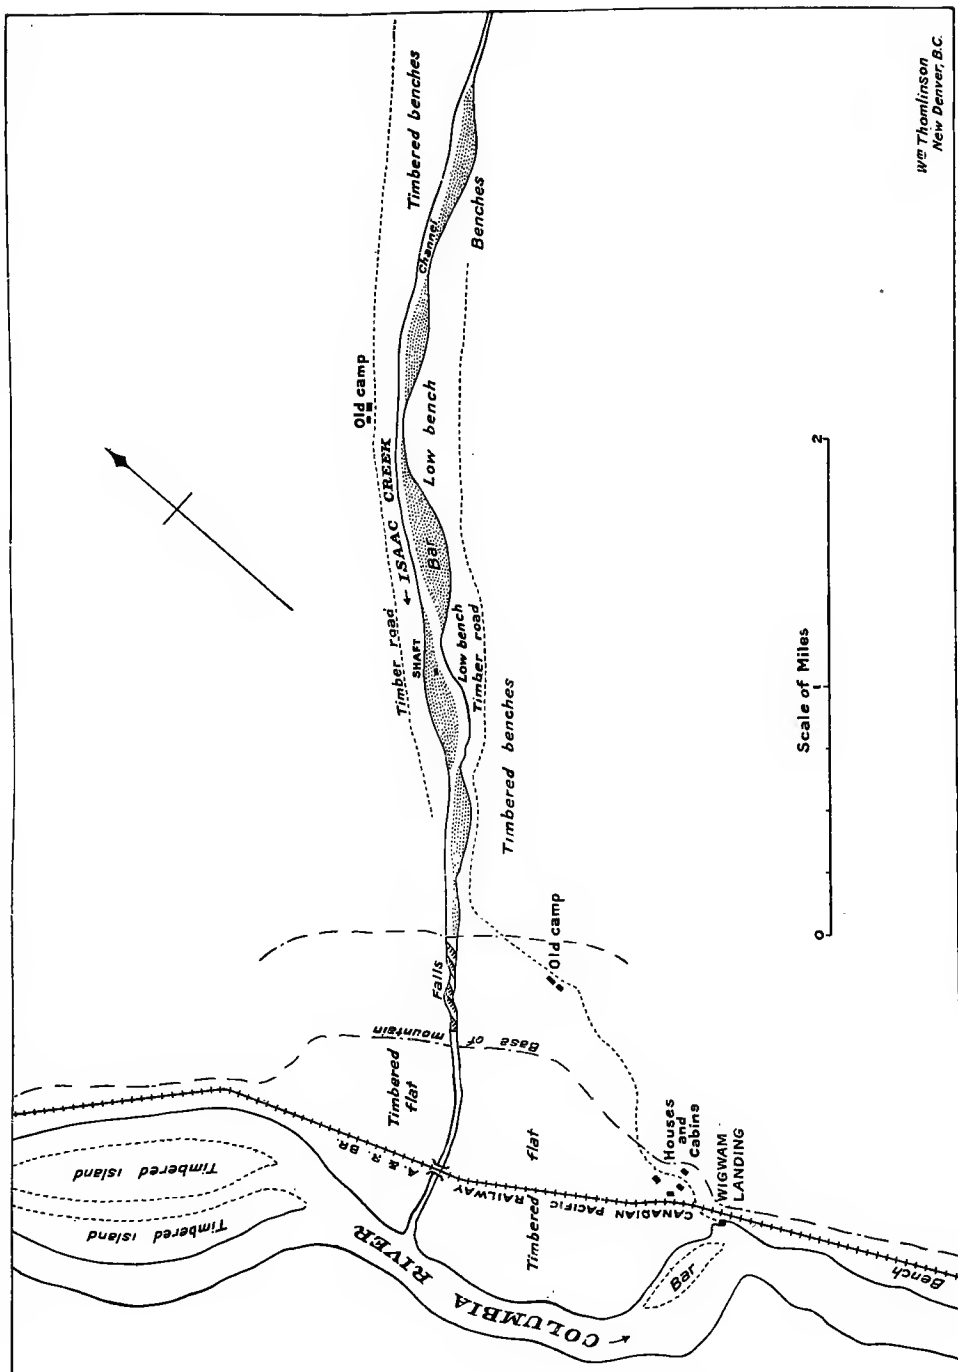 Timbered benches
Channel
Benches
Old camp
Low bench
ISAAC CREEK
Bar
Timber road
SHAFT
Low bench
Timber road
Timbered benches
Old camp
Falls
Base of mountain
Timbered
flat
Timbered flat
A. & R. BR.
CANADIAN PACIFIC RAILWAY
Houses
and
Cabins
WIGWAM
LANDING
Timbered island
Timbered island
COLUMBIA RIVER
Bar
Bench
Scale of Miles
0 1 2
Wm Thomlinson
New Denver, B.C.